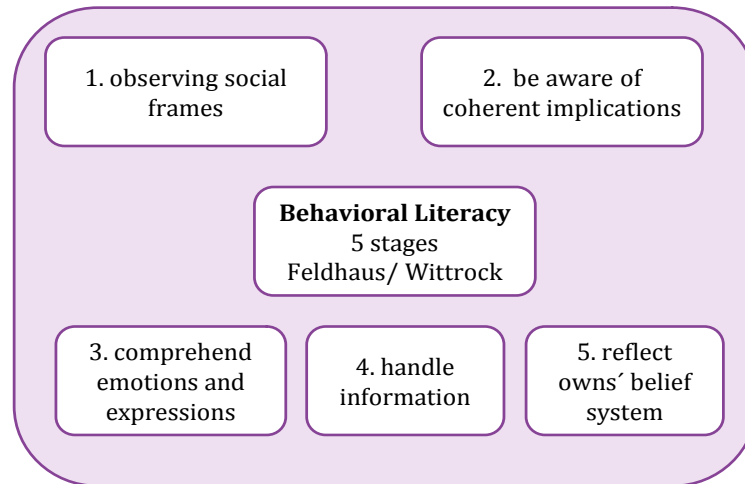 1. observing social
frames
2. be aware of
coherent implications
Behavioral Literacy
5 stages
Feldhaus/ Wittrock
3. comprehend
emotions and
expressions
4. handle
information
5. reflect
owns´ belief
system